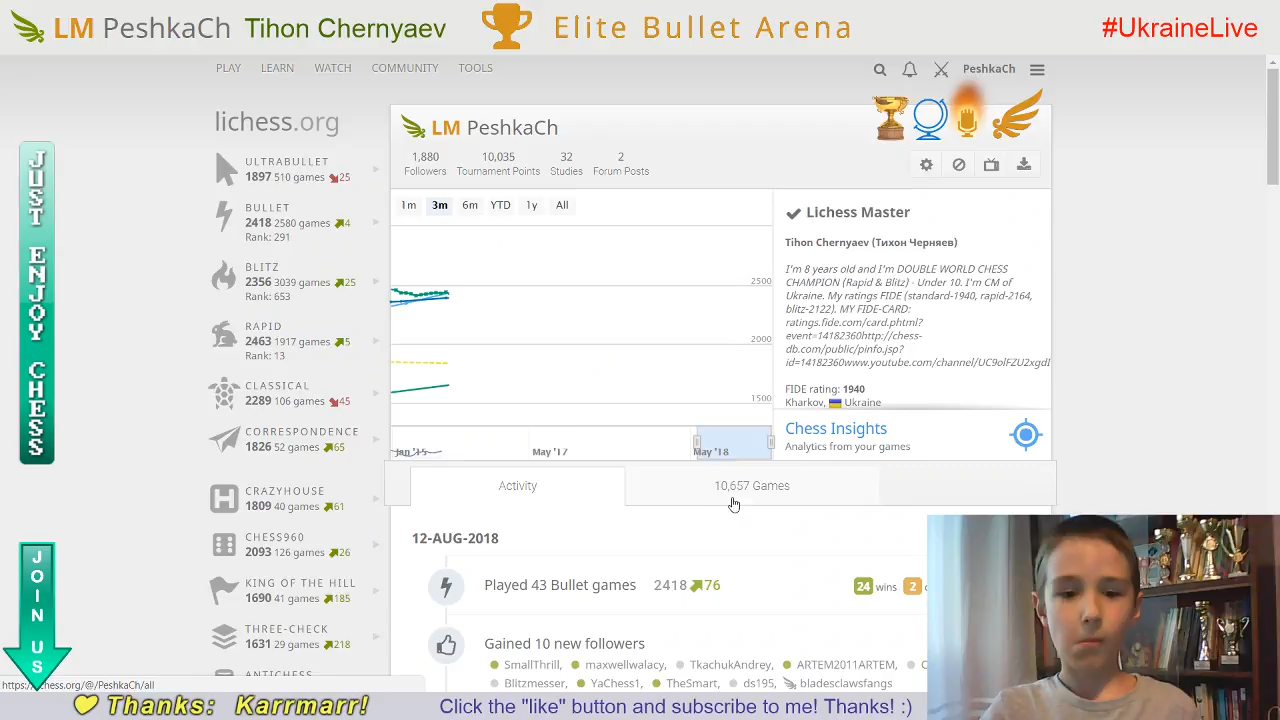 LM PeshkaCh Tihon Chernyaev
Elite Bullet Arena
#UkraineLive
PLAY LEARN WATCH COMMUNITY TOOLS
PeshkaCh
lichess.org
JUST ENJOY CHESS
JOIN US
ULTRABULLET
1897 510 games 25
BULLET
2418 2580 games 4
Rank: 291
BLITZ
2356 3039 games 25
Rank: 653
RAPID
2463 1917 games 5
Rank: 13
CLASSICAL
2289 106 games 45
CORRESPONDENCE
1826 52 games 65
CRAZYHOUSE
1809 40 games 61
CHESS960
2093 126 games 26
KING OF THE HILL
1690 41 games 185
THREE-CHECK
1631 29 games 218
LM PeshkaCh
1,880 10,035 32 2
Followers Tournament Points Studies Forum Posts
1m 3m 6m YTD 1y All
2500
2000
1500
Jan '15 May '17 May '18
Lichess Master
Tihon Chernyaev (Тихон Черняев)
I'm 8 years old and I'm DOUBLE WORLD CHESS
CHAMPION (Rapid & Blitz) - Under 10. I'm CM of
Ukraine. My ratings FIDE (standard-1940, rapid-2164,
blitz-2122). MY FIDE-CARD:
ratings.fide.com/card.phtml?
event=14182360http://chess-
db.com/public/pinfo.jsp?
id=14182360www.youtube.com/channel/UC9olFZU2xgdI
FIDE rating: 1940
Kharkov, Ukraine
Chess Insights
Analytics from your games
Activity
10,657 Games
12-AUG-2018
Played 43 Bullet games 2418 76
24 wins 2
Gained 10 new followers
SmallThrill, maxwellwalacy, TkachukAndrey, ARTEM2011ARTEM,
Blitzmesser, YaChess1, TheSmart, ds195, bladesclawsfangs
https://lichess.org/@/PeshkaCh/all
Thanks: Karrmarr!
Click the "like" button and subscribe to me! Thanks! :)